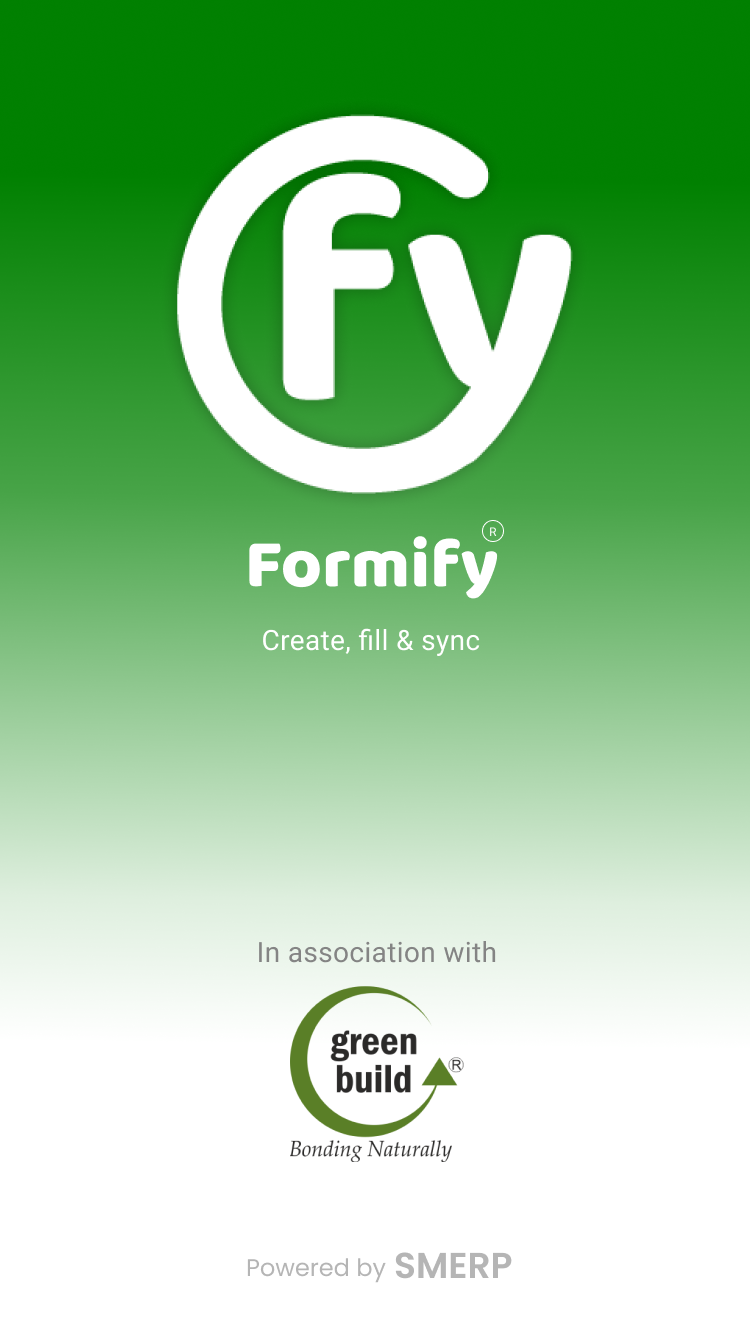 fy
Formify ®
Create, fill & sync
In association with
green
build ®
Bonding Naturally
Powered by SMERP